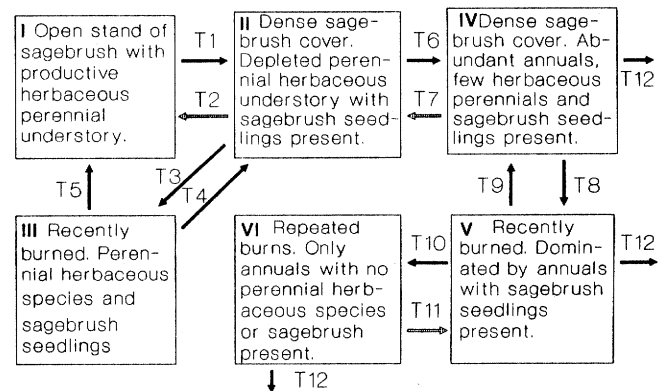 I Open stand of
sagebrush with
productive
herbaceous
perennial
understory.
T1
T2
II Dense sage-
brush cover.
Depleted peren-
nial herbaceous
understory with
sagebrush seed-
lings present.
T6
T7
IV Dense sage-
brush cover. Ab-
undant annuals,
few herbaceous
perennials and
sagebrush seed-
lings present.
T12
T5
T3
T4
T9
T8
III Recently
burned. Peren-
nial herbaceous
species and
sagebrush
seedlings
VI Repeated
burns. Only
annuals with no
perennial herb-
aceous species
or sagebrush
present.
T10
T11
V Recently
burned. Domin-
ated by annuals
with sagebrush
seedlings
present.
T12
T12